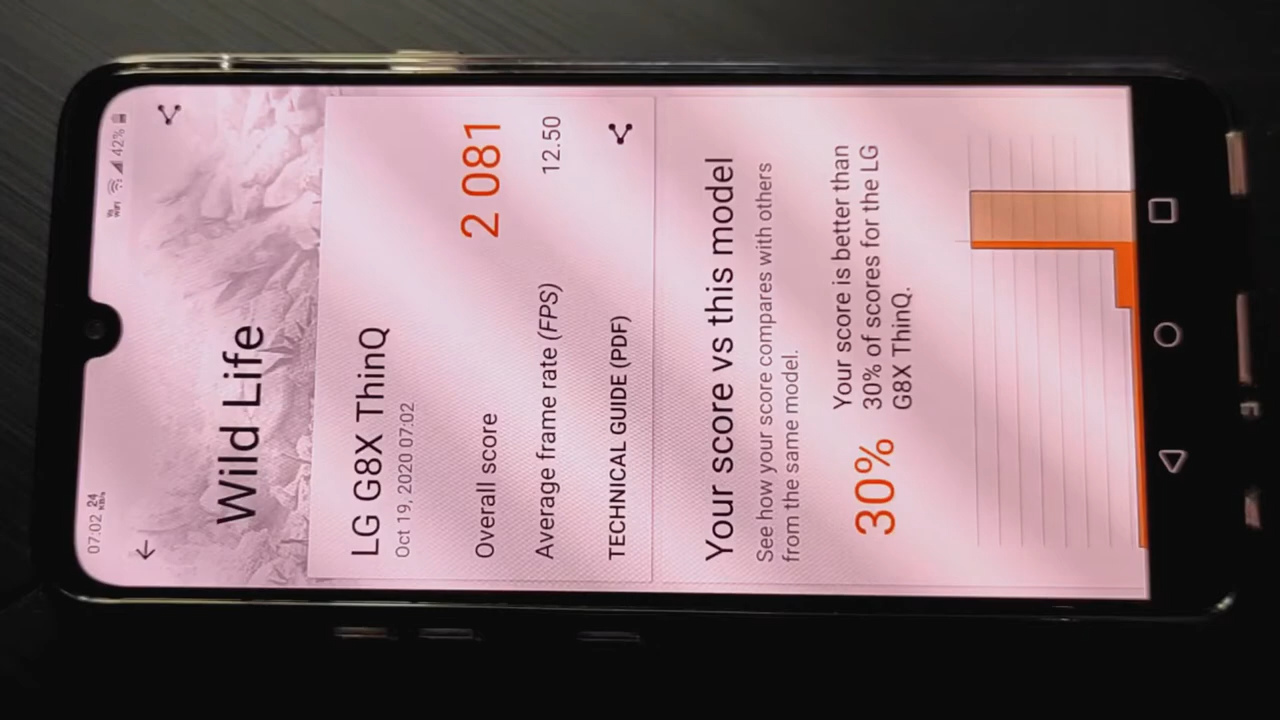 07:02 24 KB/s Vo WiFi 42%
Wild Life
LG G8X ThinQ
Oct 19, 2020 07:02
Overall score 2 081
Average frame rate (FPS) 12.50
TECHNICAL GUIDE (PDF)
Your score vs this model
See how your score compares with others
from the same model.
30%
Your score is better than
30% of scores for the LG
G8X ThinQ.